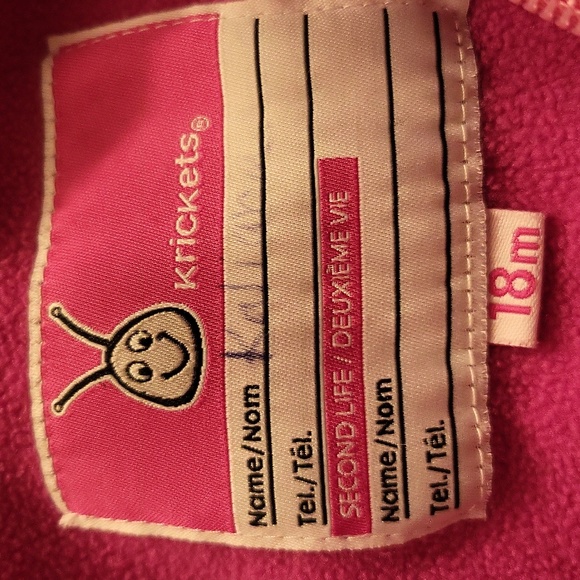 krickets®
Name/Nom
Tel./Tél.
SECOND LIFE / DEUXIÈME VIE
Name/Nom
Tel./Tél.
18m